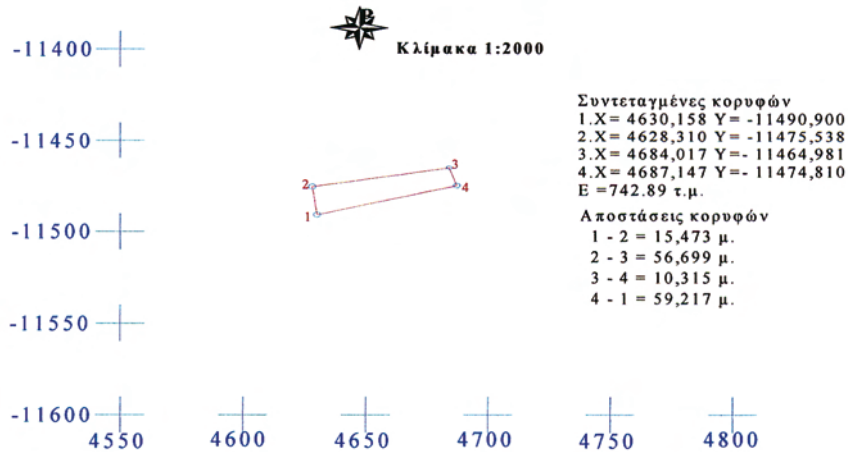 Β
Κλίμακα 1:2000
-11400
-11450
-11500
-11550
-11600
4550 4600 4650 4700 4750 4800
1
2
3
4
Συντεταγμένες κορυφών
1.X= 4630,158 Y= -11490,900
2.X= 4628,310 Y= -11475,538
3.X= 4684,017 Y=- 11464,981
4.X= 4687,147 Y=- 11474,810
E =742.89 τ.μ.
Αποστάσεις κορυφών
1 - 2 = 15,473 μ.
2 - 3 = 56,699 μ.
3 - 4 = 10,315 μ.
4 - 1 = 59,217 μ.